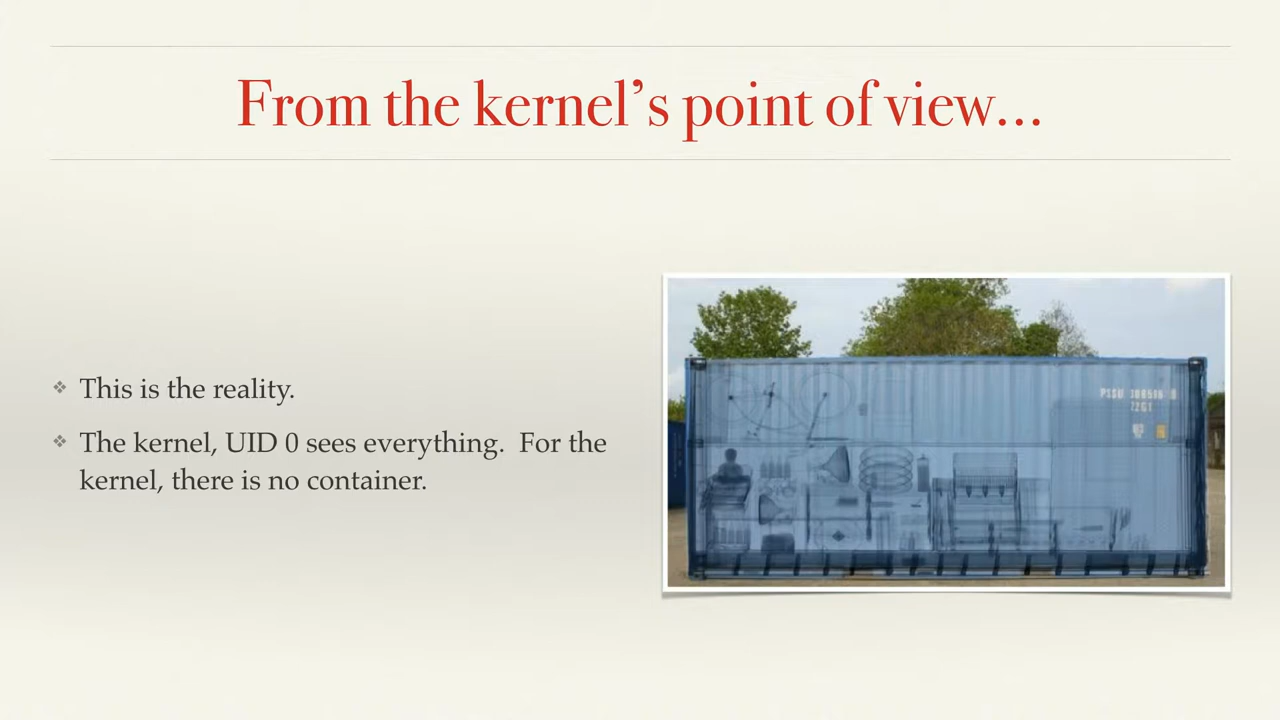 From the kernel’s point of view…
This is the reality.
The kernel, UID 0 sees everything.  For the
kernel, there is no container.